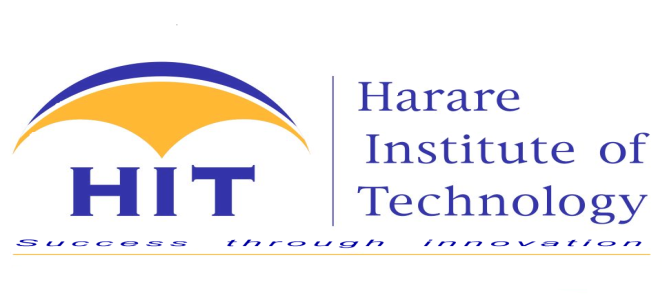 HIT
Harare
Institute of
Technology
Success through innovation